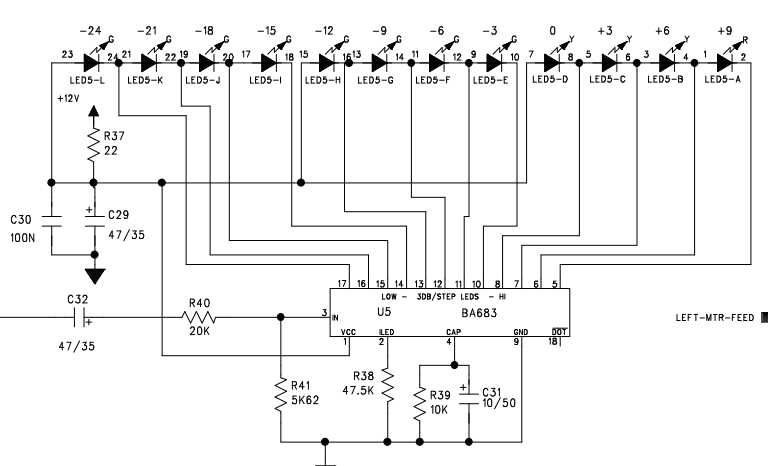 -24 -21 -18 -15 -12 -9 -6 -3 0 +3 +6 +9
G G G G G G G G Y Y Y R
23 24 21 22 19 20 17 18 15 16 13 14 11 12 9 10 7 8 5 6 3 4 1 2
LED5-L LED5-K LED5-J LED5-I LED5-H LED5-G LED5-F LED5-E LED5-D LED5-C LED5-B LED5-A
+12V
R37
22
C30
100N
+
C29
47/35
17 16 15 14 13 12 11 10 8 7 6 5
LOW - 3DB/STEP LEDS - HI
C32
+
47/35
R40
20K
3 IN
U5 BA683
LEFT-MTR-FEED
VCC ILED CAP GND DOT
1 2 4 9 18
R41
5K62
R38
47.5K
R39
10K
+
C31
10/50